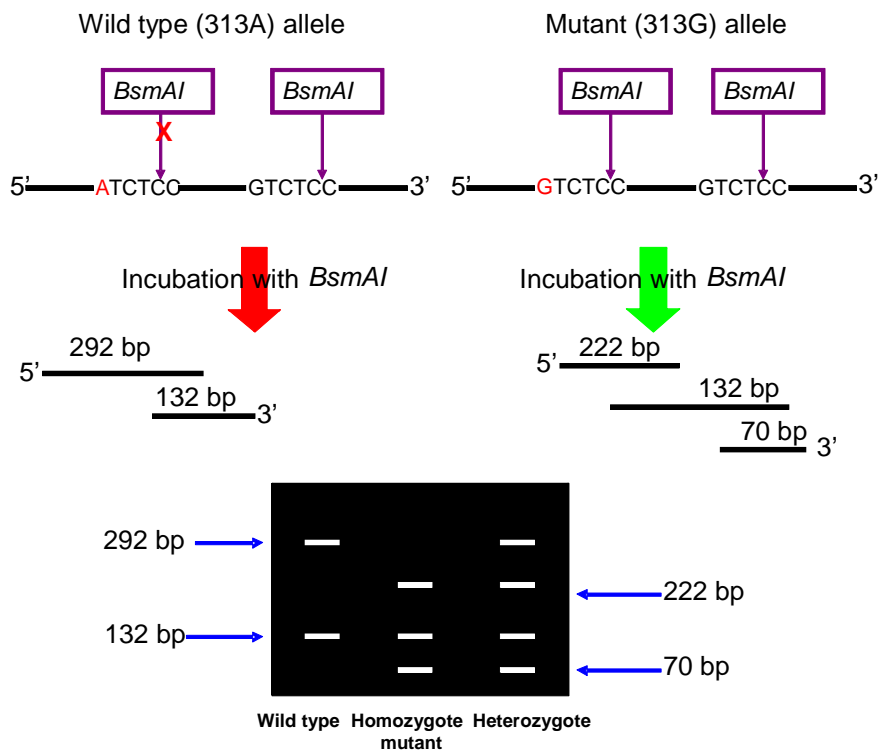 Wild type (313A) allele
Mutant (313G) allele
BsmAI
BsmAI
BsmAI
BsmAI
X
5’ ATCTCC GTCTCC 3’
5’ GTCTCC GTCTCC 3’
Incubation with BsmAI
Incubation with BsmAI
292 bp
5’
132 bp
3’
222 bp
5’
132 bp
70 bp
3’
292 bp
222 bp
132 bp
70 bp
Wild type
Homozygote
mutant
Heterozygote